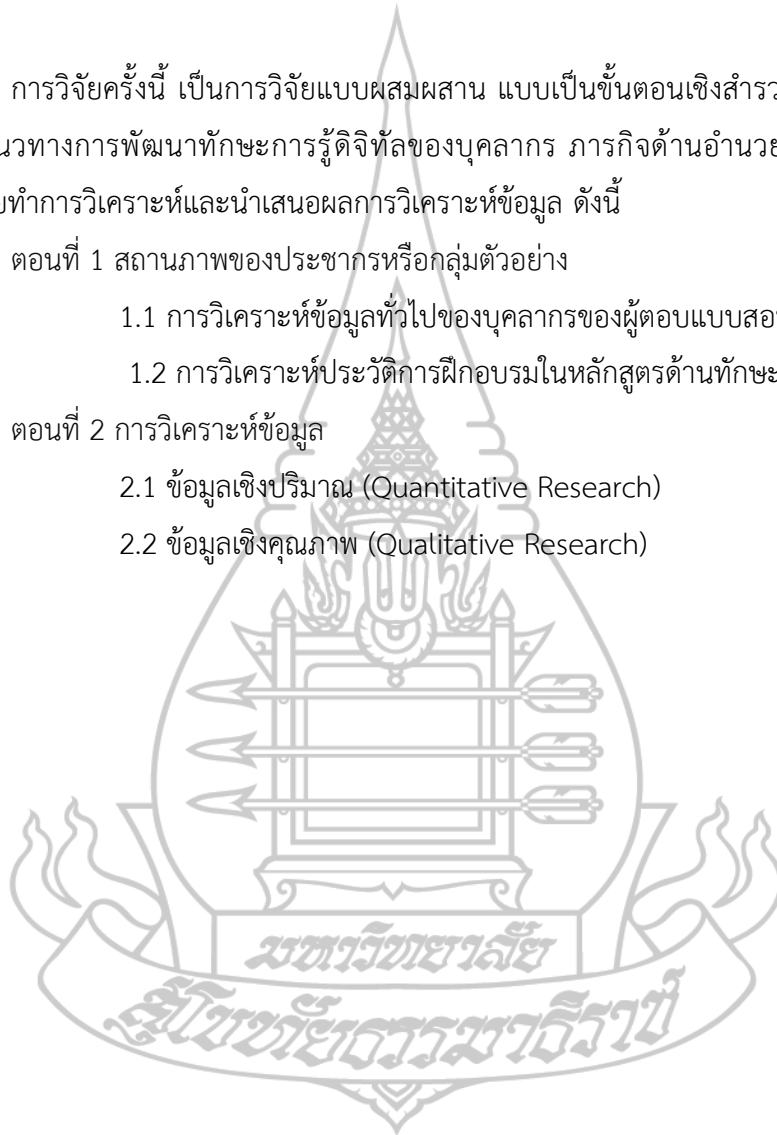 การวิจัยครั้งนี้ เป็นการวิจัยแบบผสมผสาน แบบเป็นขั้นตอนเชิงสำรวจ
นวทางการพัฒนาทักษะการรู้ดิจิทัลของบุคลากร ภารกิจด้านอำนวย
ยทำการวิเคราะห์และนำเสนอผลการวิเคราะห์ข้อมูล ดังนี้
ตอนที่ 1 สถานภาพของประชากรหรือกลุ่มตัวอย่าง
1.1 การวิเคราะห์ข้อมูลทั่วไปของบุคลากรของผู้ตอบแบบสอ
1.2 การวิเคราะห์ประวัติการฝึกอบรมในหลักสูตรด้านทักษะ
ตอนที่ 2 การวิเคราะห์ข้อมูล
2.1 ข้อมูลเชิงปริมาณ (Quantitative Research)
2.2 ข้อมูลเชิงคุณภาพ (Qualitative Research)
มหาวิทยาลัย
สุโขทัยธรรมาธิราช